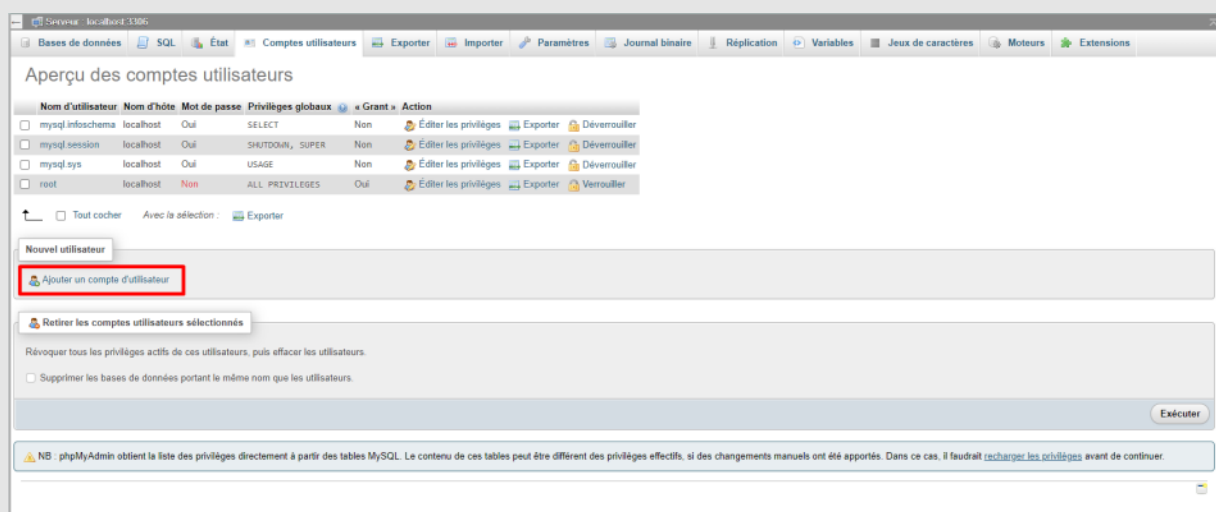 Serveur : localhost:3306
Bases de données SQL État Comptes utilisateurs Exporter Importer Paramètres Journal binaire Réplication Variables Jeux de caractères Moteurs Extensions
Aperçu des comptes utilisateurs
Nom d'utilisateur Nom d'hôte Mot de passe Privilèges globaux « Grant » Action
mysql.infoschema localhost Oui SELECT Non Éditer les privilèges Exporter Déverrouiller
mysql.session localhost Oui SHUTDOWN, SUPER Non Éditer les privilèges Exporter Déverrouiller
mysql.sys localhost Oui USAGE Non Éditer les privilèges Exporter Déverrouiller
root localhost Non ALL PRIVILEGES Oui Éditer les privilèges Exporter Verrouiller
Tout cocher Avec la sélection : Exporter
Nouvel utilisateur
Ajouter un compte d'utilisateur
Retirer les comptes utilisateurs sélectionnés
Révoquer tous les privilèges actifs de ces utilisateurs, puis effacer les utilisateurs.
Supprimer les bases de données portant le même nom que les utilisateurs.
Exécuter
NB : phpMyAdmin obtient la liste des privilèges directement à partir des tables MySQL. Le contenu de ces tables peut être différent des privilèges effectifs, si des changements manuels ont été apportés. Dans ce cas, il faudrait recharger les privilèges avant de continuer.